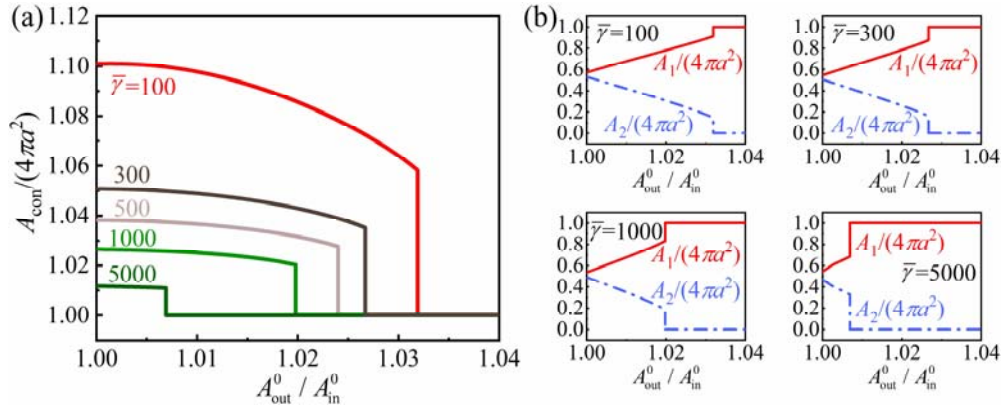 (a)
1.10
1.08
1.06
1.04
1.02
1.00
A_con/(4πa²)
γ̄=100
300
500
1000
5000
1.00 1.01 1.02 1.03 1.04
A⁰_out / A⁰_in
(b)
1.0
0.8
0.6
0.4
0.2
0.0
γ̄=100
A₁/(4πa²)
A₂/(4πa²)
1.00 1.02 1.04
A⁰_out / A⁰_in
1.0
0.8
0.6
0.4
0.2
0.0
γ̄=300
A₁/(4πa²)
A₂/(4πa²)
1.00 1.02 1.04
A⁰_out / A⁰_in
1.0
0.8
0.6
0.4
0.2
0.0
γ̄=1000
A₁/(4πa²)
A₂/(4πa²)
1.00 1.02 1.04
A⁰_out / A⁰_in
1.0
0.8
0.6
0.4
0.2
0.0
A₁/(4πa²)
γ̄=5000
A₂/(4πa²)
1.00 1.02 1.04
A⁰_out / A⁰_in